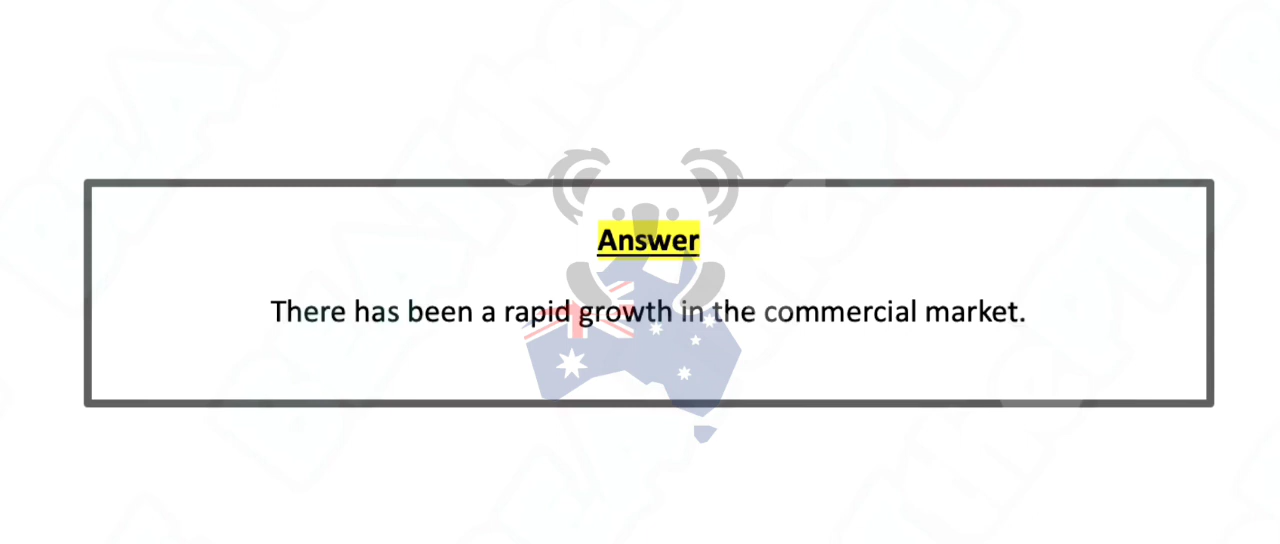 Answer
There has been a rapid growth in the commercial market.